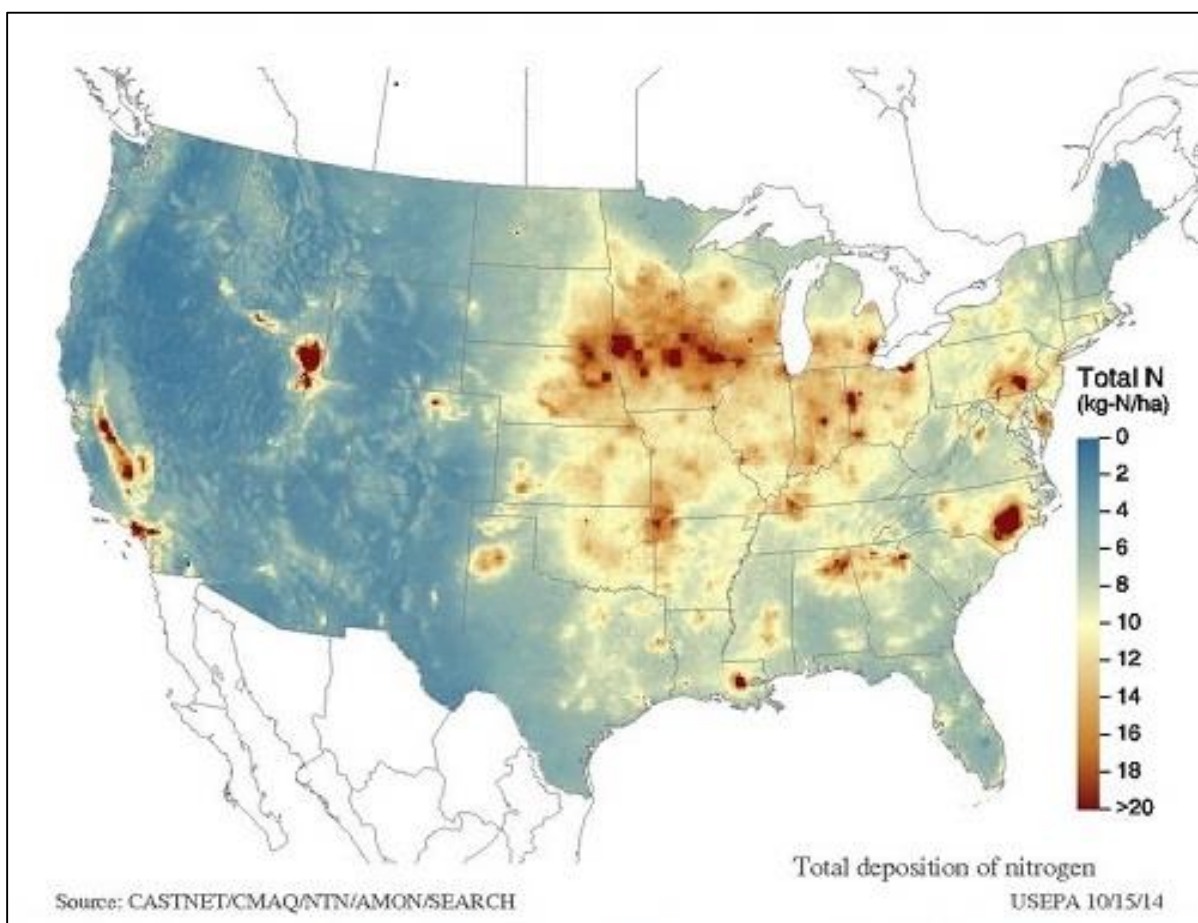 Total N
(kg-N/ha)
0
2
4
6
8
10
12
14
16
18
>20
Total deposition of nitrogen
Source: CASTNET/CMAQ/NTN/AMON/SEARCH
USEPA 10/15/14